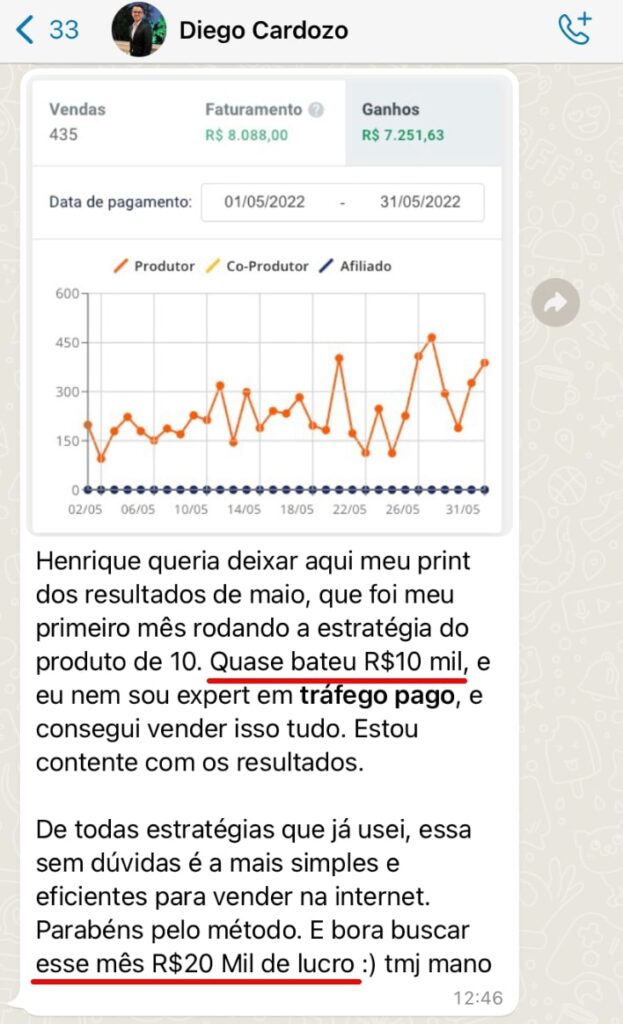 33 Diego Cardozo
Vendas Faturamento ? Ganhos
435 R$ 8.088,00 R$ 7.251,63
Data de pagamento: 01/05/2022 - 31/05/2022
Produtor Co-Produtor Afiliado
600
450
300
150
0
02/05 06/05 10/05 14/05 18/05 22/05 26/05 31/05
Henrique queria deixar aqui meu print
dos resultados de maio, que foi meu
primeiro mês rodando a estratégia do
produto de 10. Quase bateu R$10 mil, e
eu nem sou expert em tráfego pago, e
consegui vender isso tudo. Estou
contente com os resultados.
De todas estratégias que já usei, essa
sem dúvidas é a mais simples e
eficientes para vender na internet.
Parabéns pelo método. E bora buscar
esse mês R$20 Mil de lucro :) tmj mano
12:46